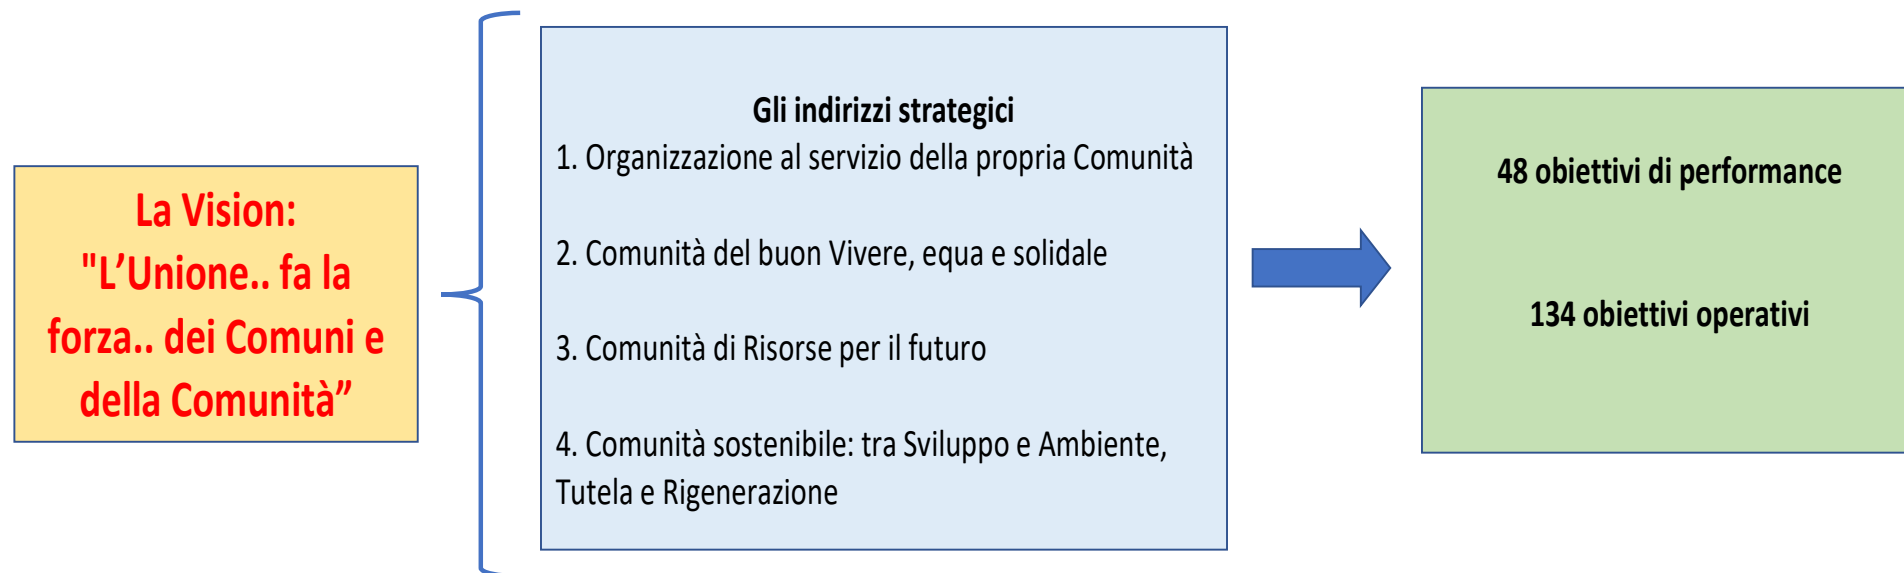 La Vision:
"L’Unione.. fa la
forza.. dei Comuni e
della Comunità”
Gli indirizzi strategici
1. Organizzazione al servizio della propria Comunità
2. Comunità del buon Vivere, equa e solidale
3. Comunità di Risorse per il futuro
4. Comunità sostenibile: tra Sviluppo e Ambiente,
Tutela e Rigenerazione
48 obiettivi di performance
134 obiettivi operativi